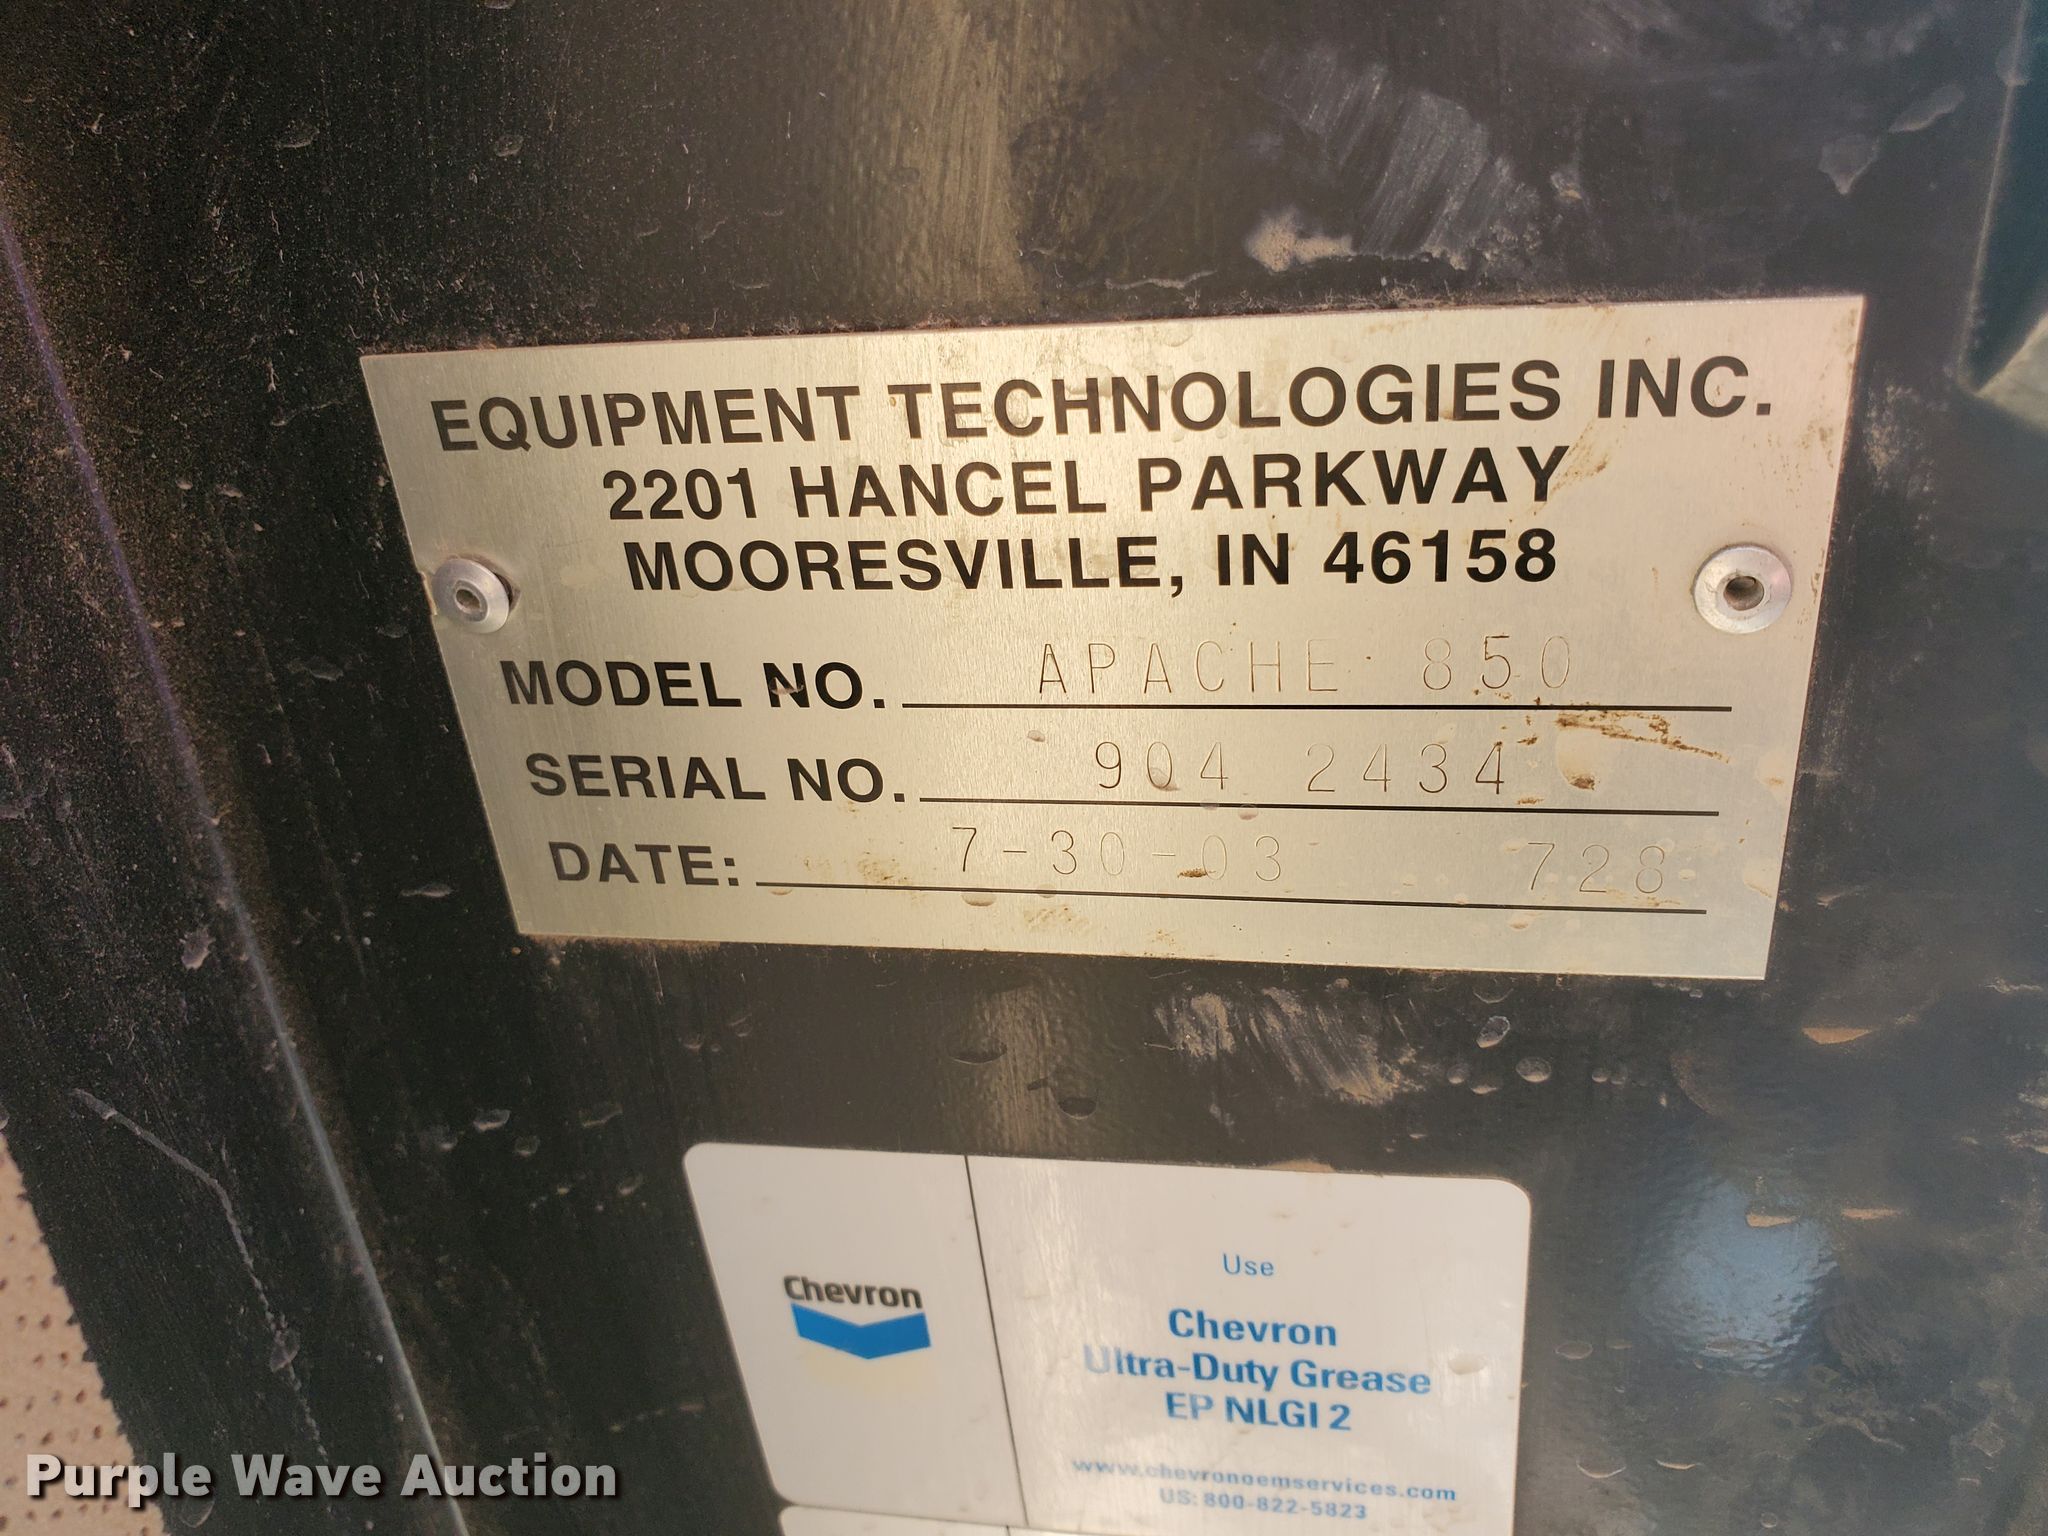 EQUIPMENT TECHNOLOGIES INC.
2201 HANCEL PARKWAY
MOORESVILLE, IN 46158
MODEL NO. APACHE 850
SERIAL NO. 904 2434
DATE: 7-30-03 728
Chevron
Use
Chevron
Ultra-Duty Grease
EP NLGI 2
www.chevronoemservices.com
US: 800-822-5823
Purple Wave Auction